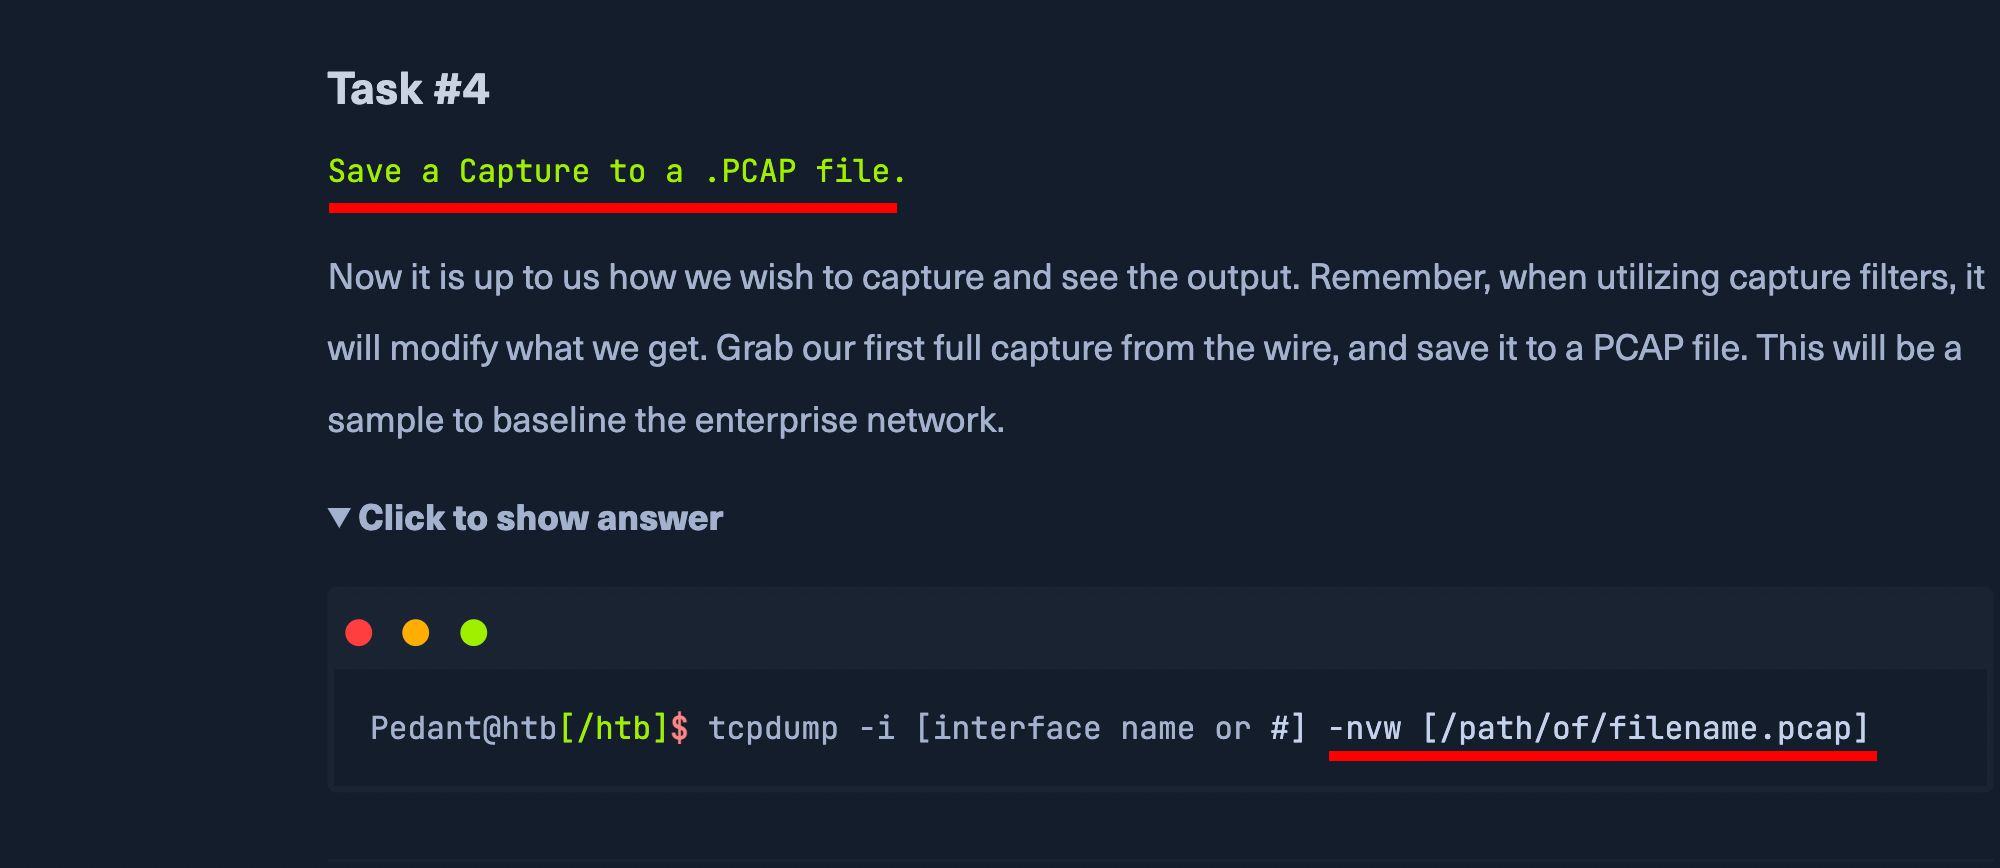 Task #4
Save a Capture to a .PCAP file.
Now it is up to us how we wish to capture and see the output. Remember, when utilizing capture filters, it
will modify what we get. Grab our first full capture from the wire, and save it to a PCAP file. This will be a
sample to baseline the enterprise network.
▼ Click to show answer
Pedant@htb[/htb]$ tcpdump -i [interface name or #] -nvw [/path/of/filename.pcap]